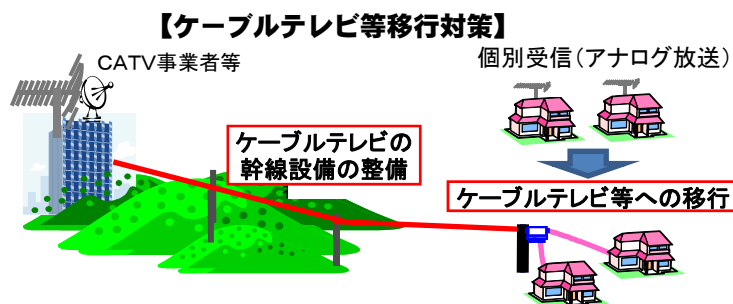 【ケーブルテレビ等移行対策】
CATV事業者等
個別受信(アナログ放送)
ケーブルテレビの
幹線設備の整備
ケーブルテレビ等への移行